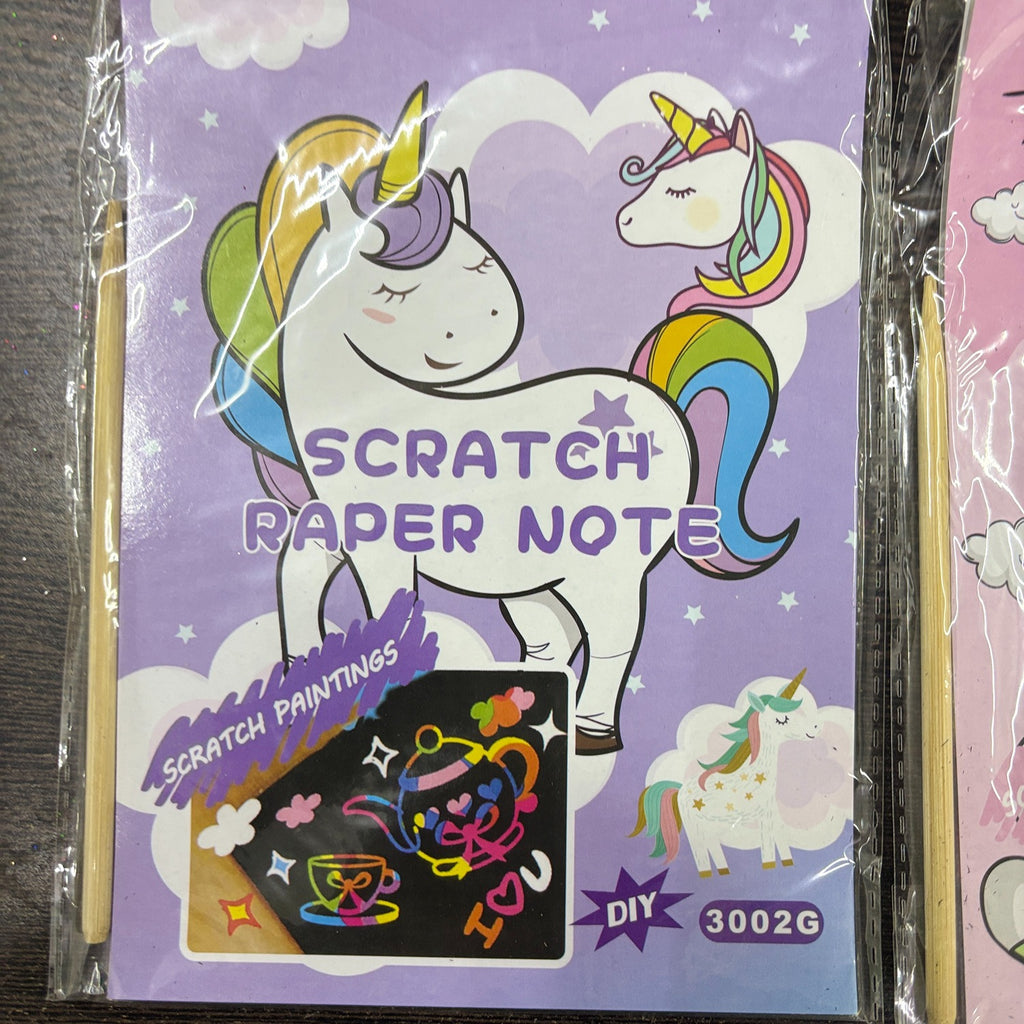 SCRATCH
RAPER NOTE
SCRATCH PAINTINGS
I U
DIY
3002G